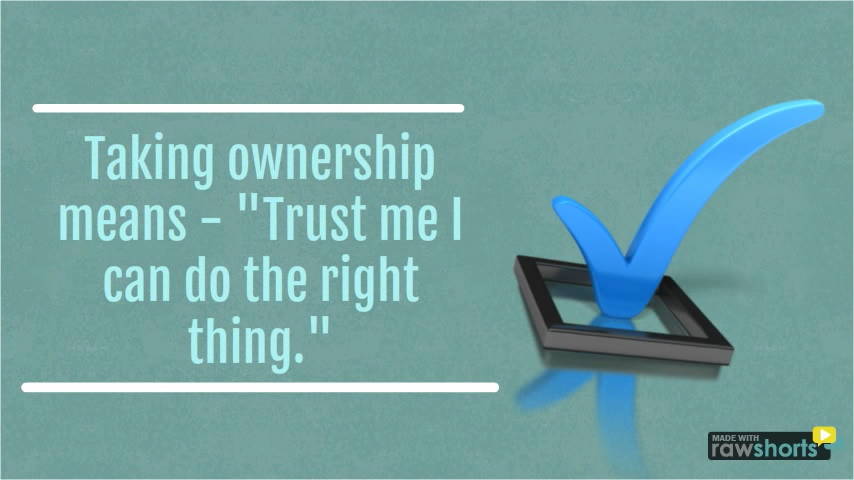 Taking ownership
means - "Trust me I
can do the right
thing."
MADE WITH
rawshorts